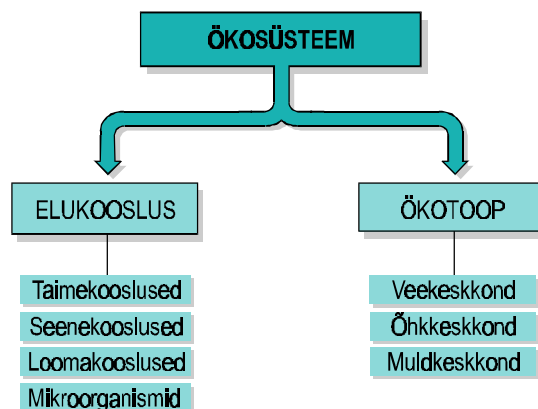 ÖKOSÜSTEEM
ELUKOOSLUS
Taimekooslused
Seenekooslused
Loomakooslused
Mikroorganismid
ÖKOTOOP
Veekeskkond
Õhkkeskkond
Muldkeskkond